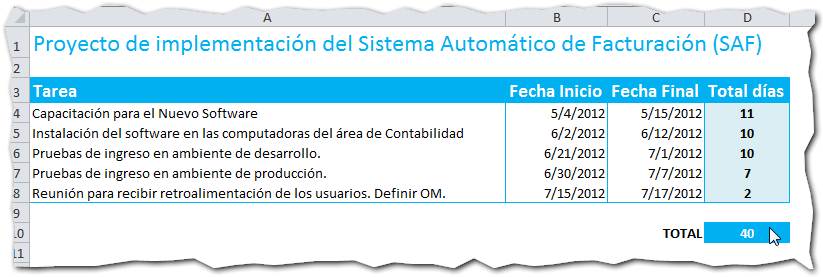 A B C D
1 Proyecto de implementación del Sistema Automático de Facturación (SAF)
2
3 Tarea Fecha Inicio Fecha Final Total días
4 Capacitación para el Nuevo Software 5/4/2012 5/15/2012 11
5 Instalación del software en las computadoras del área de Contabilidad 6/2/2012 6/12/2012 10
6 Pruebas de ingreso en ambiente de desarrollo. 6/21/2012 7/1/2012 10
7 Pruebas de ingreso en ambiente de producción. 6/30/2012 7/7/2012 7
8 Reunión para recibir retroalimentación de los usuarios. Definir OM. 7/15/2012 7/17/2012 2
9
10 TOTAL 40
11